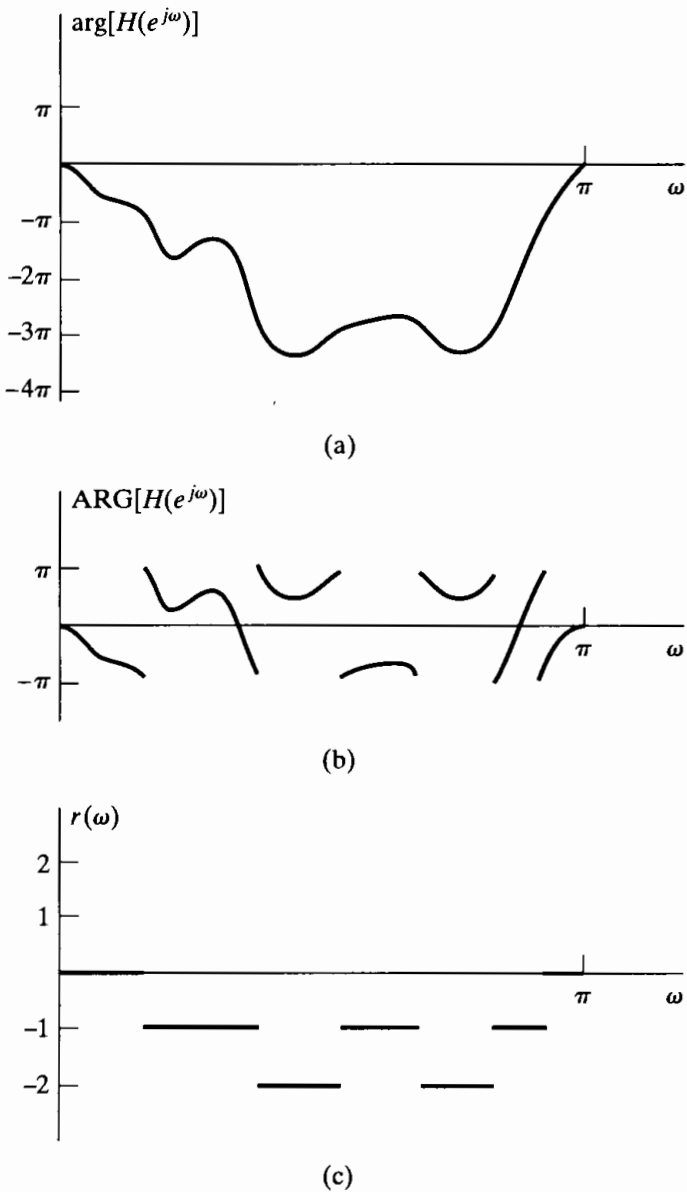 arg[H(e^{jω})]
π
π
ω
−π
−2π
−3π
−4π
(a)
ARG[H(e^{jω})]
π
π
ω
−π
(b)
r(ω)
2
1
π
ω
−1
−2
(c)